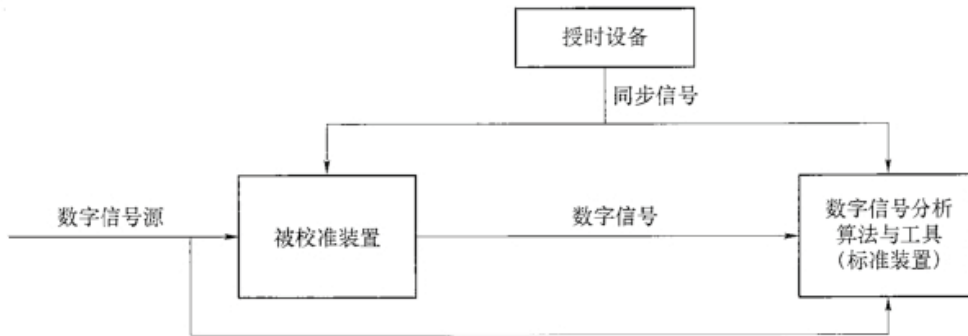 授时设备
同步信号
数字信号源
被校准装置
数字信号
数字信号分析
算法与工具
(标准装置)